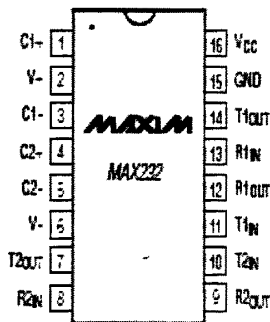 C1+ 1 16 VCC
V+ 2 15 GND
C1- 3 14 T1OUT
MAXIM
C2+ 4 13 R1IN
MAX232
C2- 5 12 R1OUT
V- 6 11 T1IN
T2OUT 7 10 T2IN
R2IN 8 9 R2OUT